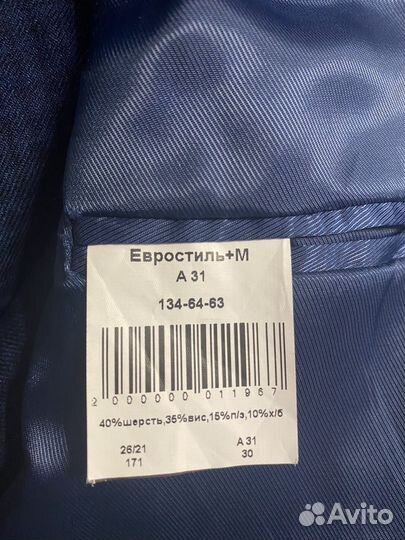 Евростиль+М
А 31
134-64-63
2 000000 011967
40%шерсть,35%вис,15%п/э,10%х/б
26/21 А 31
171 30
Avito